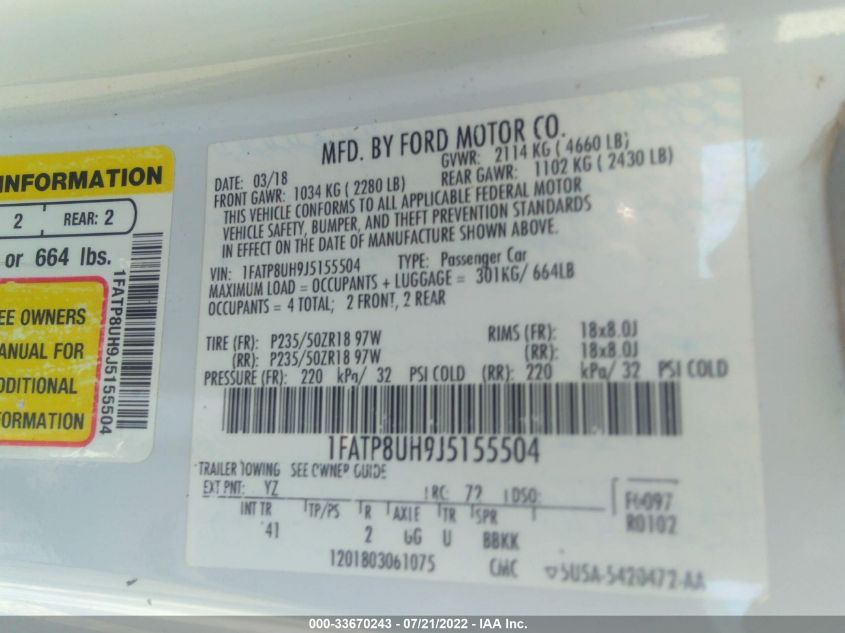 INFORMATION
2 REAR: 2
or 664 lbs.
EE OWNERS
ANUAL FOR
DDITIONAL
FORMATION
1FATP8UH9J5155504
MFD. BY FORD MOTOR CO.
DATE: 03/18 GVWR: 2114 KG ( 4660 LB)
FRONT GAWR: 1034 KG ( 2280 LB) REAR GAWR: 1102 KG ( 2430 LB)
THIS VEHICLE CONFORMS TO ALL APPLICABLE FEDERAL MOTOR
VEHICLE SAFETY, BUMPER, AND THEFT PREVENTION STANDARDS
IN EFFECT ON THE DATE OF MANUFACTURE SHOWN ABOVE.
VIN: 1FATP8UH9J5155504 TYPE: Passenger Car
MAXIMUM LOAD = OCCUPANTS + LUGGAGE = 301KG/ 664LB
OCCUPANTS = 4 TOTAL; 2 FRONT, 2 REAR
TIRE (FR): P235/50ZR18 97W RIMS (FR): 18x8.0J
(RR): P235/50ZR18 97W (RR): 18x8.0J
PRESSURE (FR): 220 kPa/ 32 PSI COLD (RR): 220 kPa/ 32 PSI COLD
1FATP8UH9J5155504
TRAILER TOWING SEE OWNER GUIDE
EXT PNT: YZ RC: 72 DSO: F0097
INT TR TP/PS R AXLE TR SPR R0102
41 2 GG U BBKK
1201803061075 CMC 5U5A-5420472-AA
000-33670243 - 07/21/2022 - IAA Inc.